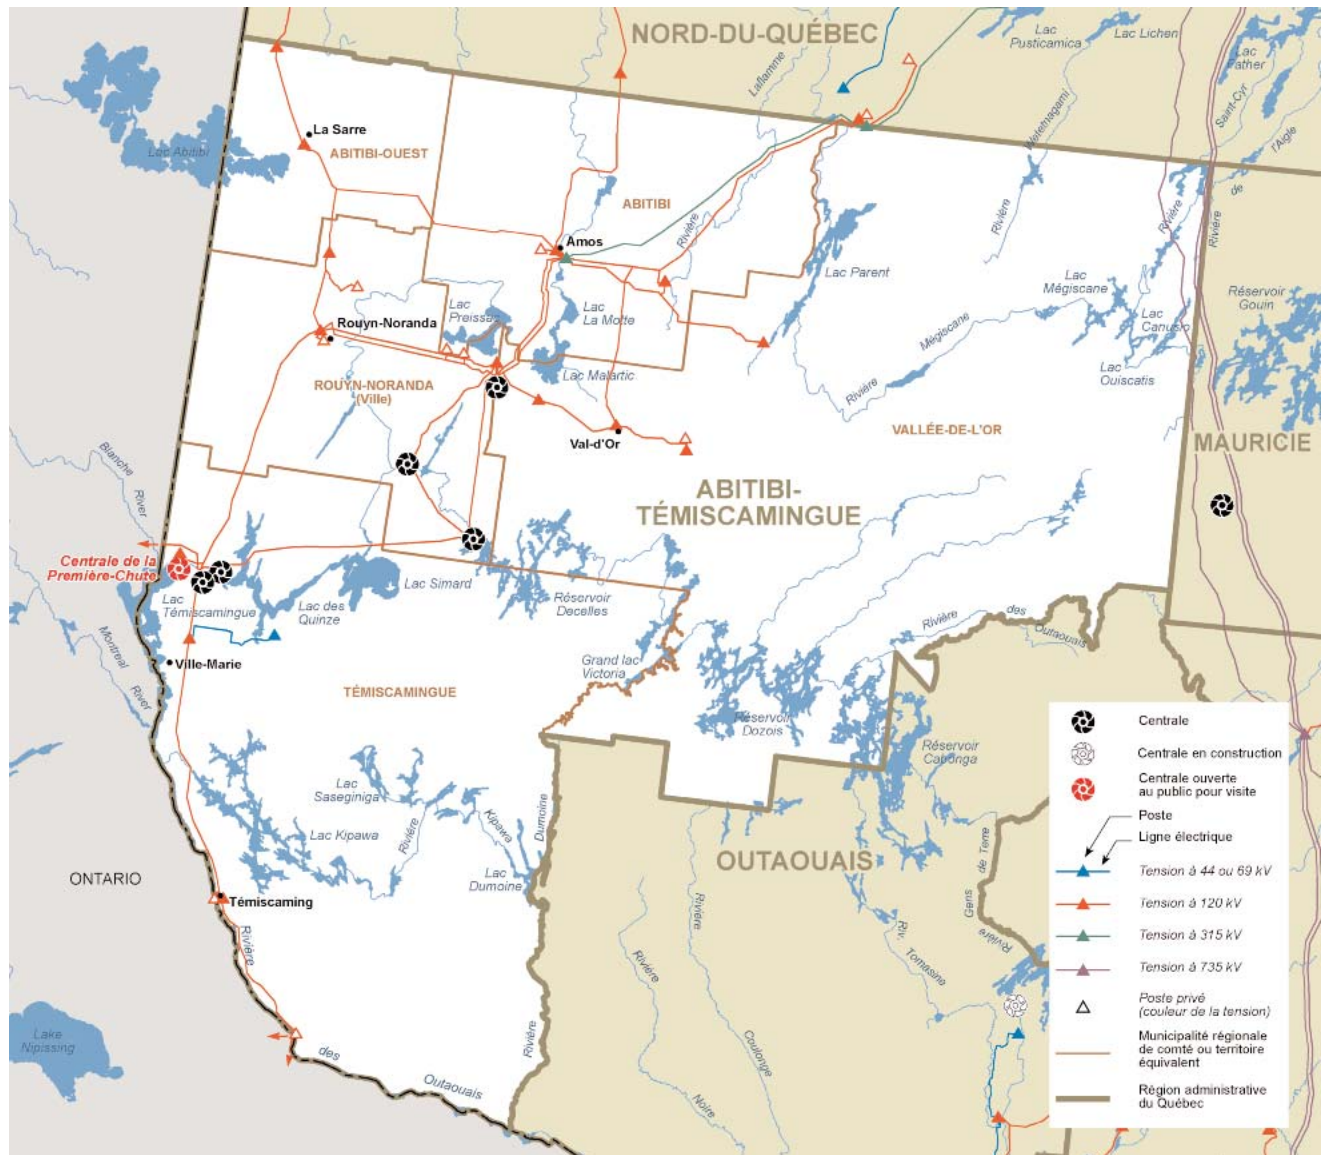 NORD-DU-QUÉBEC
Lac
Pusticamica
Lac Lichen
Lac
Father
Saint-Cyr
Laflamme
Wetetnagami
l'Aigle
de
Lac Abitibi
La Sarre
ABITIBI-OUEST
ABITIBI
Rivière
Rivière
Rivière
Rivière
Amos
Lac Parent
Lac
Mégiscane
Réservoir
Gouin
Lac
Preissac
Lac
La Motte
Lac
Canusio
Rouyn-Noranda
Mégiscane
Lac Malartic
Rivière
Lac
Ouiscatis
ROUYN-NORANDA
(Ville)
Val-d'Or
VALLÉE-DE-L'OR
MAURICIE
Blanche
River
ABITIBI-
TÉMISCAMINGUE
Centrale de la
Première-Chute
Lac
Témiscamingue
Lac des
Quinze
Lac Simard
Réservoir
Decelles
Rivière
des
Outaouais
Montreal
River
Ville-Marie
Grand lac
Victoria
TÉMISCAMINGUE
Réservoir
Dozois
Réservoir
Cabonga
Lac
Saseginiga
Lac Kipawa
Rivière
Kipawa
Dumoine
Lac
Dumoine
OUTAOUAIS
ONTARIO
Témiscaming
Rivière
Rivière
Rivière
Noire
Rivière
Coulonge
Riv.
Tomasine
Gens
de Terre
Rivière
Lake
Nipissing
des
Outaouais
Centrale
Centrale en construction
Centrale ouverte
au public pour visite
Poste
Ligne électrique
Tension à 44 ou 69 kV
Tension à 120 kV
Tension à 315 kV
Tension à 735 kV
Poste privé
(couleur de la tension)
Municipalité régionale
de comté ou territoire
équivalent
Région administrative
du Québec